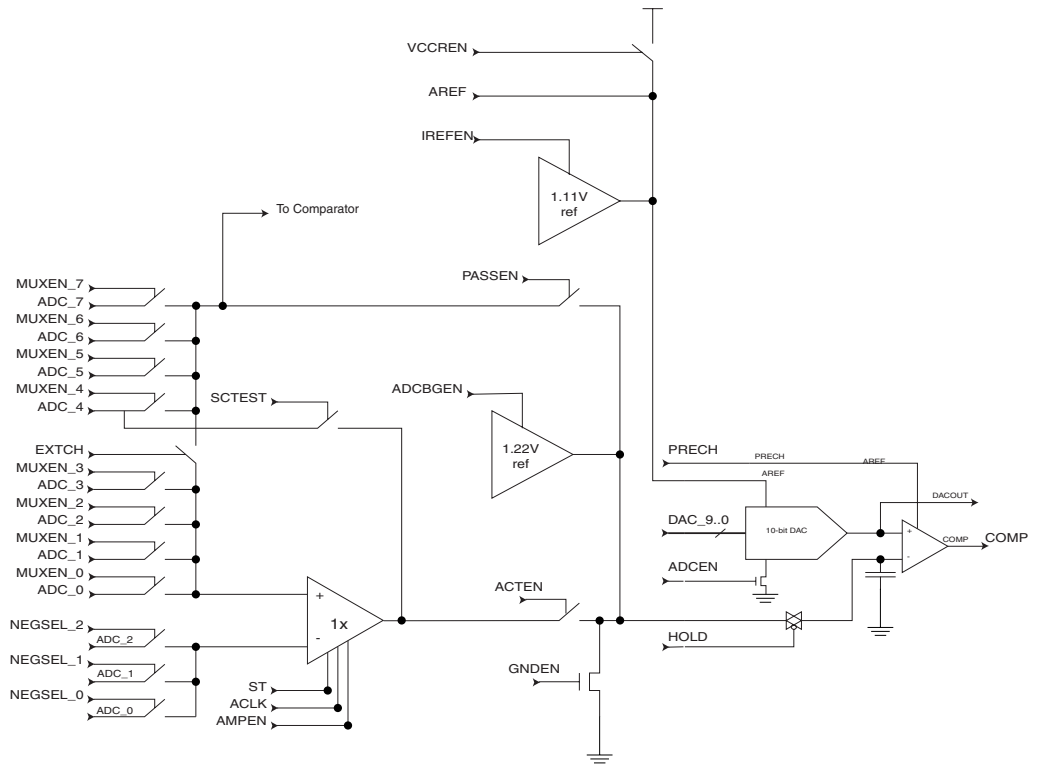 VCCREN
AREF
IREFEN
1.11V
ref
To Comparator
PASSEN
MUXEN_7
ADC_7
MUXEN_6
ADC_6
MUXEN_5
ADC_5
MUXEN_4
ADC_4
SCTEST
ADCBGEN
1.22V
ref
EXTCH
MUXEN_3
ADC_3
MUXEN_2
ADC_2
MUXEN_1
ADC_1
MUXEN_0
ADC_0
PRECH
PRECH
AREF
AREF
DACOUT
DAC_9..0
10-bit DAC
+
-
COMP
COMP
ADCEN
ACTEN
+
1x
-
NEGSEL_2
ADC_2
NEGSEL_1
ADC_1
NEGSEL_0
ADC_0
HOLD
GNDEN
ST
ACLK
AMPEN